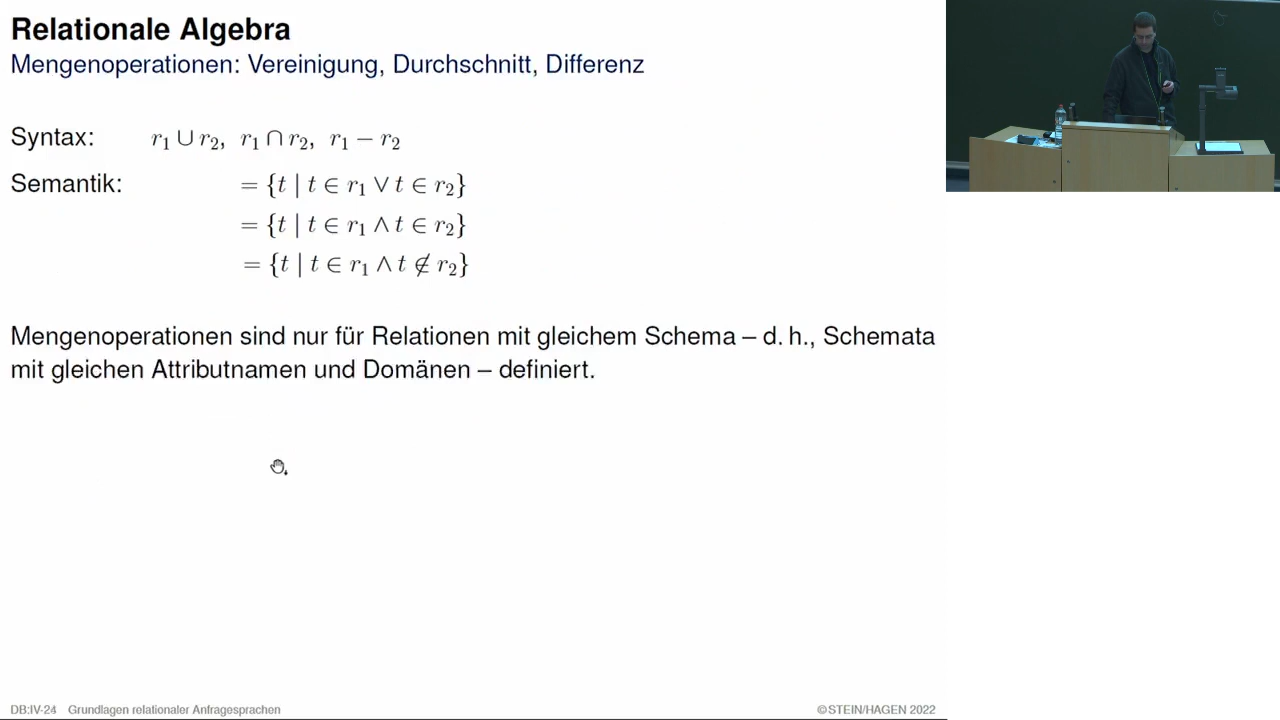 Relationale Algebra
Mengenoperationen: Vereinigung, Durchschnitt, Differenz
Syntax: r₁ ∪ r₂, r₁ ∩ r₂, r₁ − r₂
Semantik: = {t | t ∈ r₁ ∨ t ∈ r₂}
= {t | t ∈ r₁ ∧ t ∈ r₂}
= {t | t ∈ r₁ ∧ t ∉ r₂}
Mengenoperationen sind nur für Relationen mit gleichem Schema – d. h., Schemata
mit gleichen Attributnamen und Domänen – definiert.
DB:IV-24 Grundlagen relationaler Anfragesprachen ©STEIN/HAGEN 2022